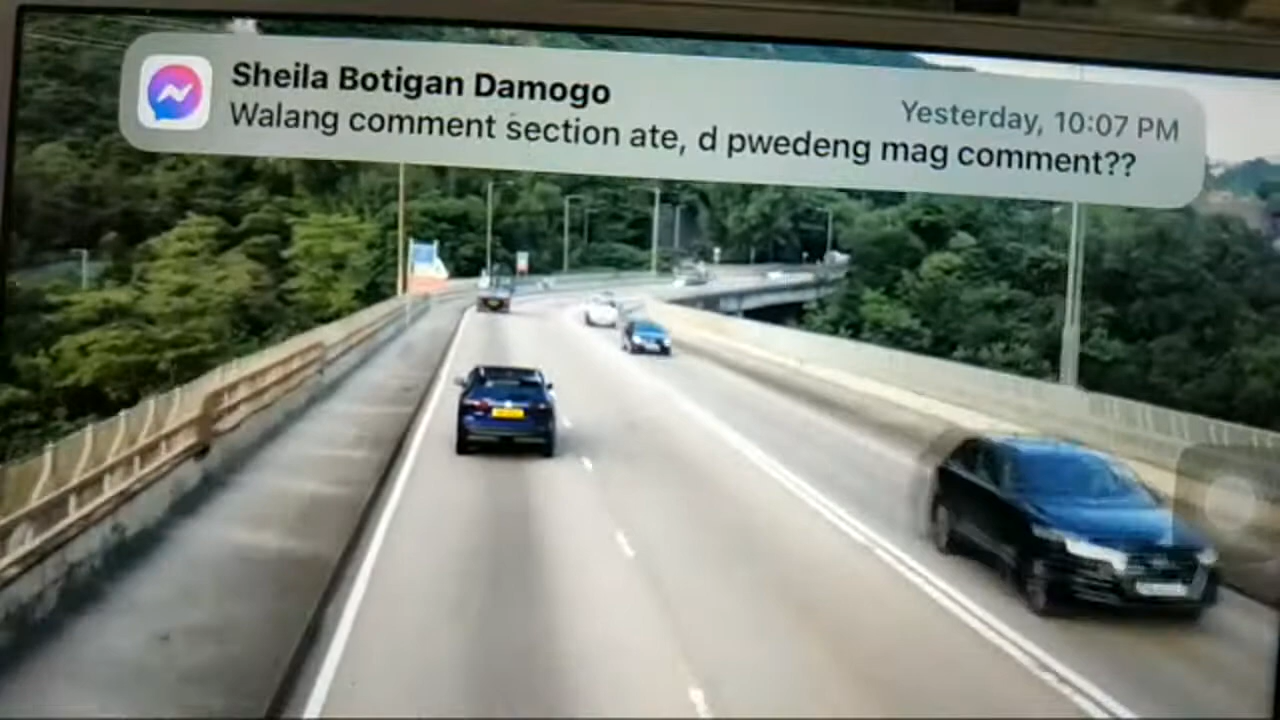 Sheila Botigan Damogo
Yesterday, 10:07 PM
Walang comment section ate, d pwedeng mag comment??